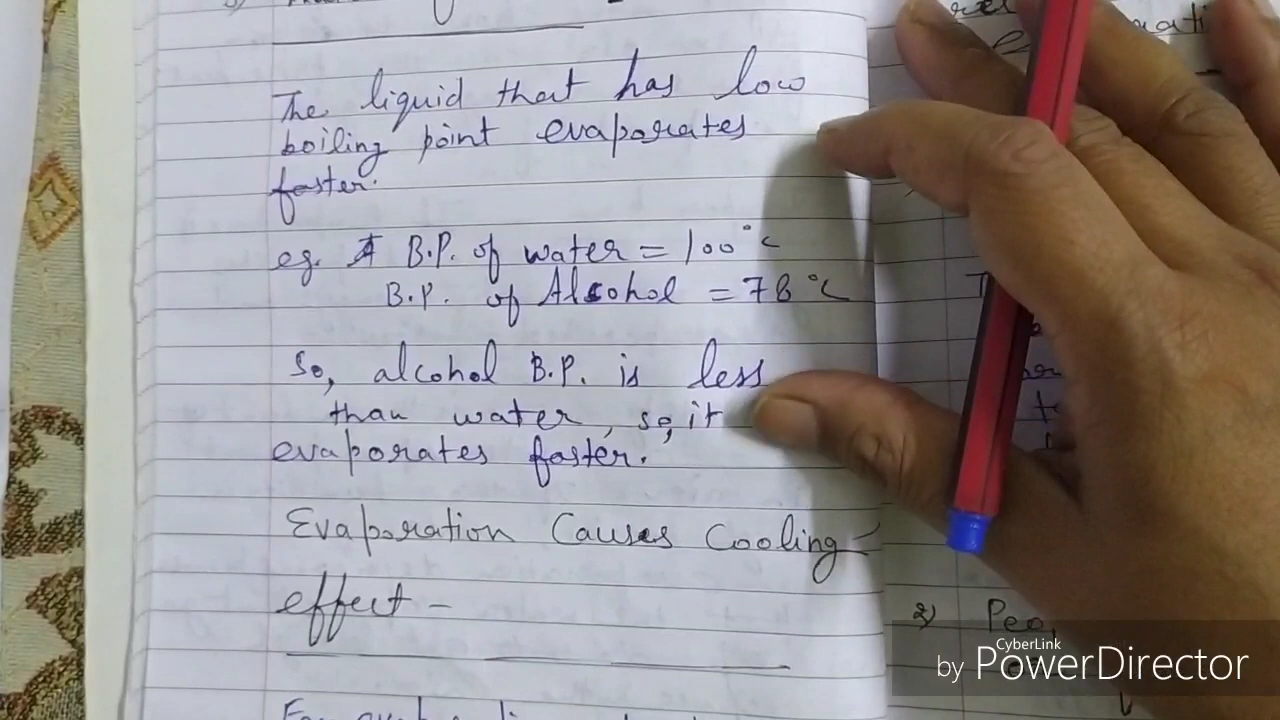 The liquid that has low
boiling point evaporates
faster.
eg. B.P. of water = 100°C
B.P. of Alcohol = 78°C
So, alcohol B.P. is less
than water, so, it
evaporates faster.
Evaporation Causes Cooling
effect -
2)
CyberLink
by PowerDirector